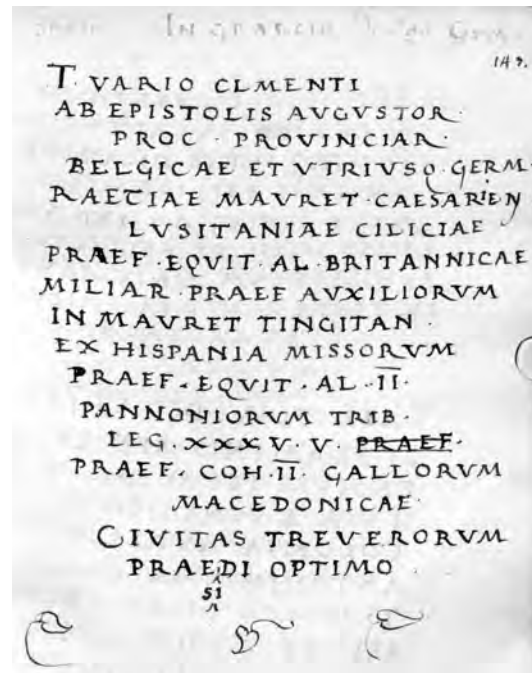 149.
T. VARIO CLMENTI
AB EPISTOLIS AVGVSTOR·
PROC · PROVINCIAR·
BELGICAE ET VTRIVSQ·GERM·
RAETIAE MAVRET·CAESARIEN
LVSITANIAE CILICIAE
PRAEF·EQVIT·AL·BRITANNICAE
MILIAR·PRAEF AVXILIORVM
IN MAVRET TINGITAN·
EX HISPANIA MISSORVM
PRAEF·EQVIT·AL·II·
PANNONIORVM TRIB·
LEG·XXX V·V· PRAEF·
PRAEF· COH·II· GALLORVM
MACEDONICAE·
CIVITAS TREVERORVM
PRAEDI OPTIMO
SI